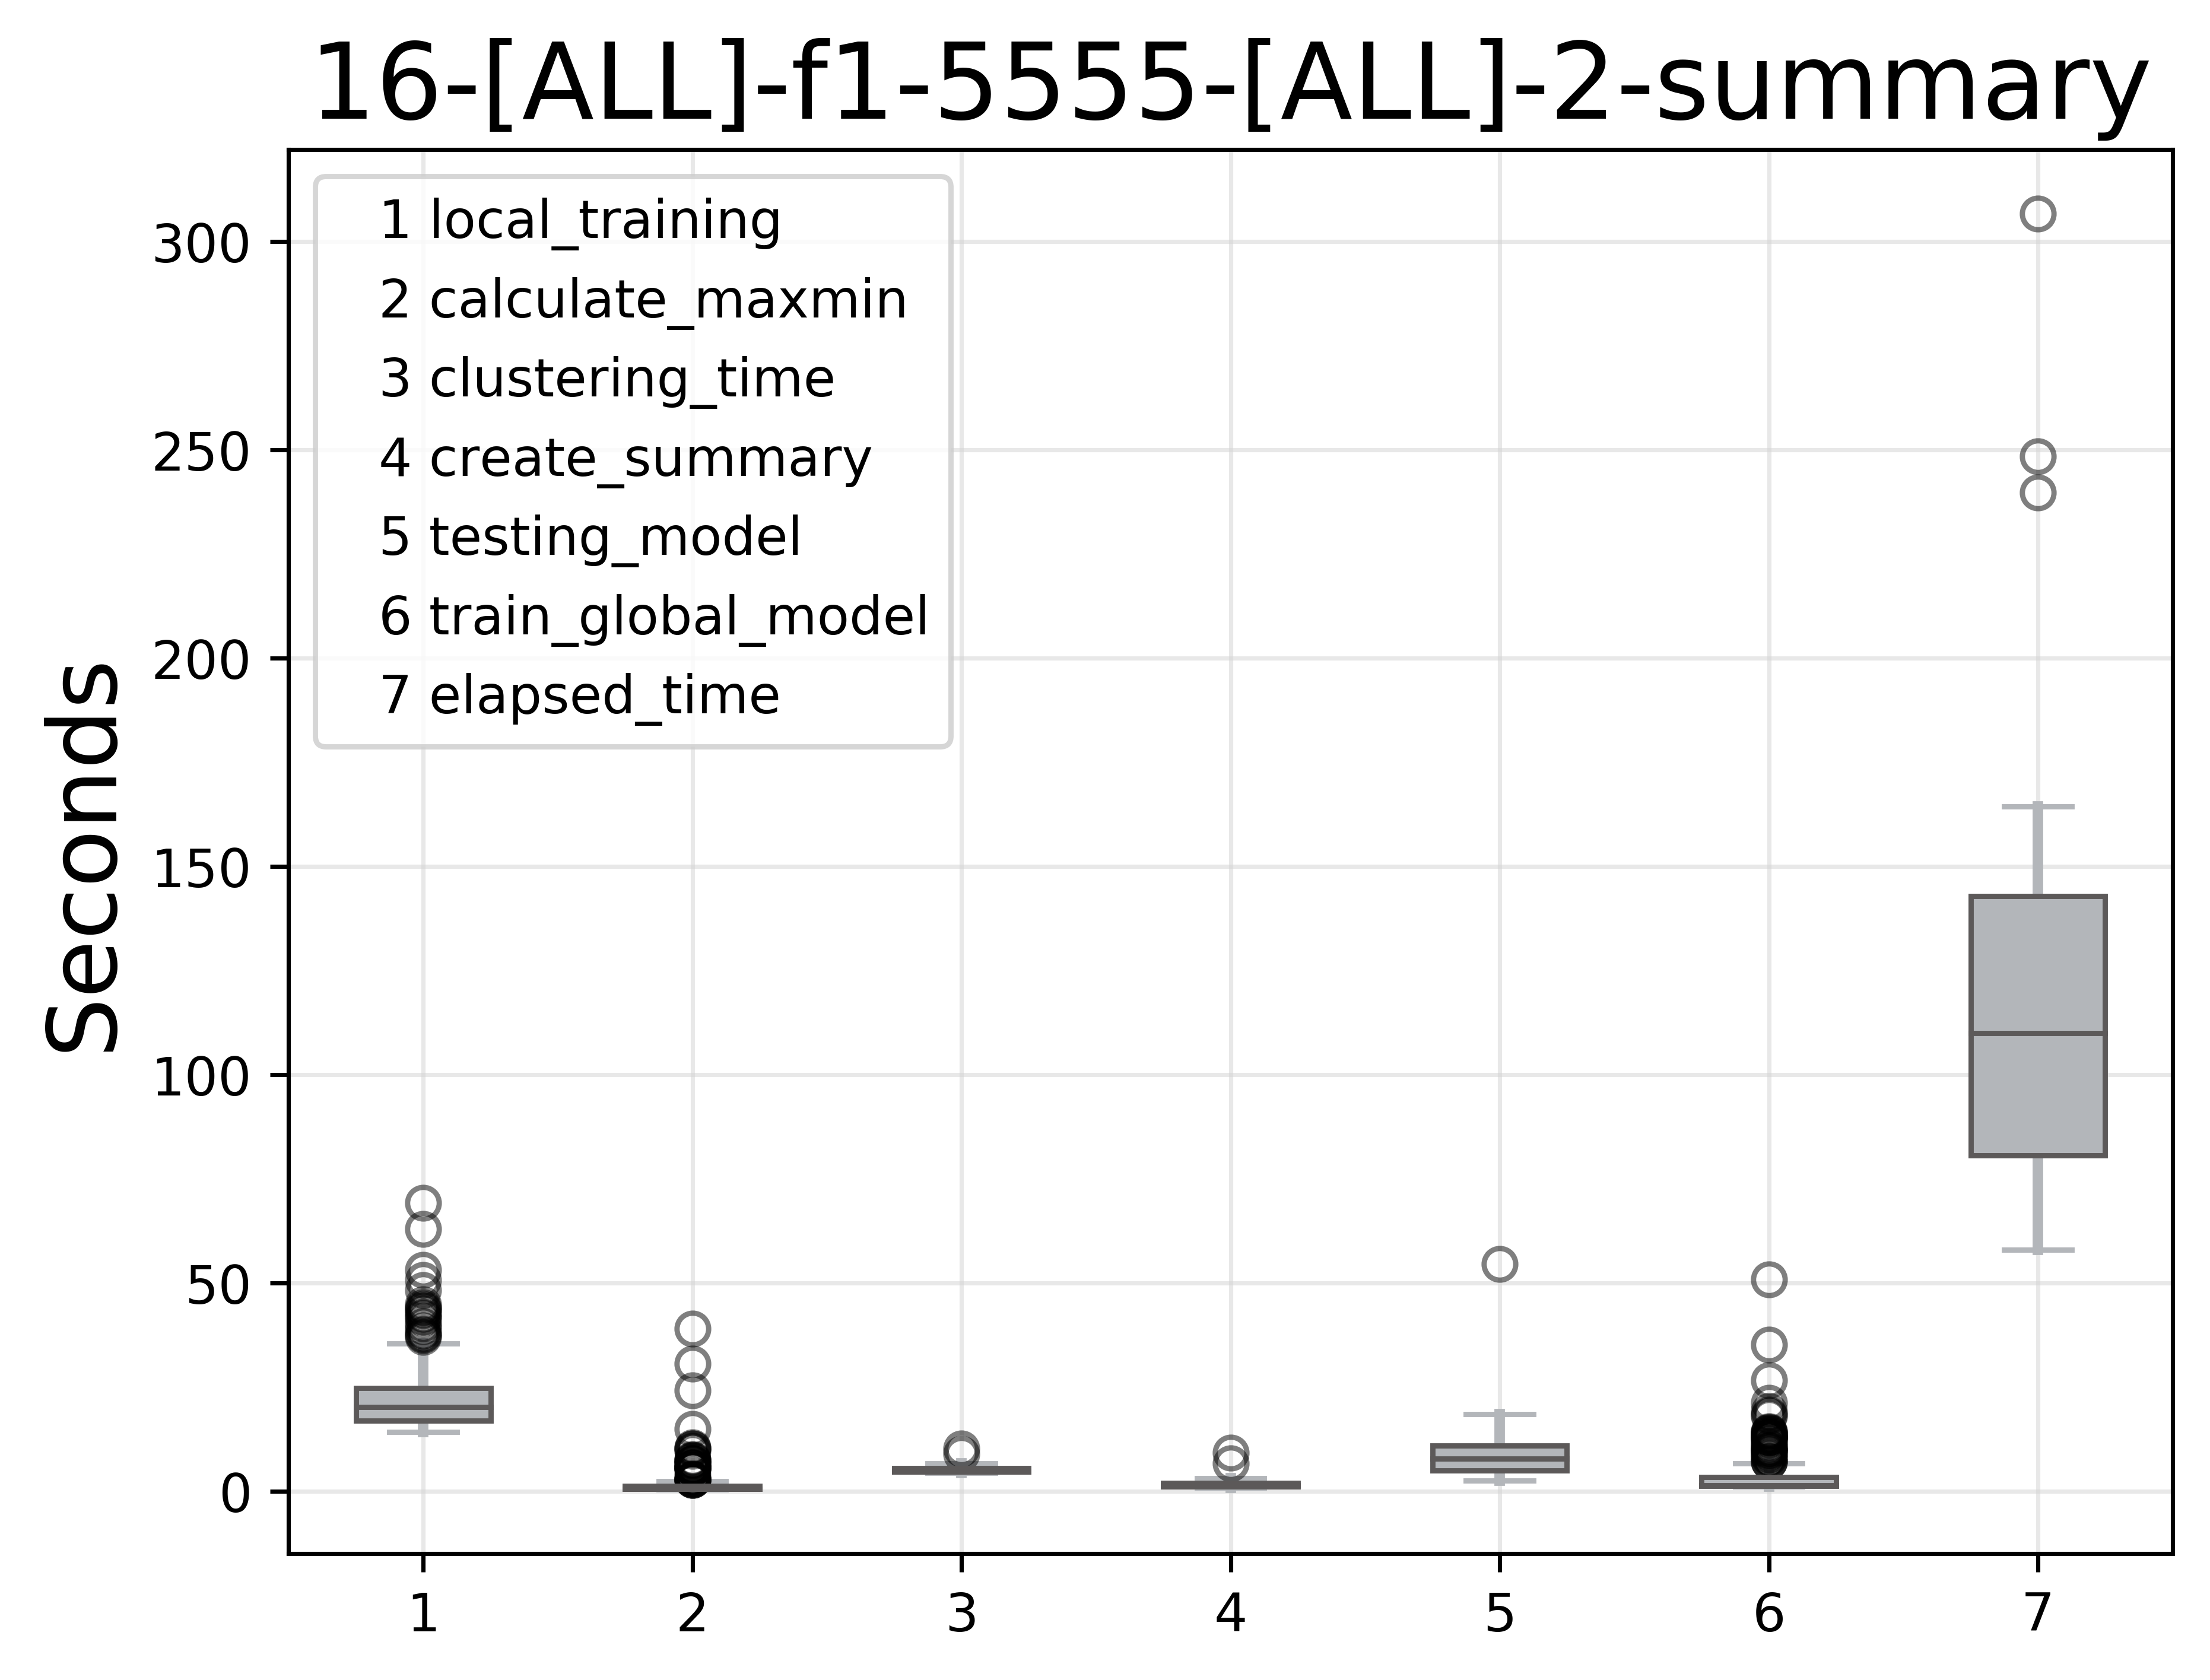 16-[ALL]-f1-5555-[ALL]-2-summary
1 local_training
2 calculate_maxmin
3 clustering_time
4 create_summary
5 testing_model
6 train_global_model
7 elapsed_time
Seconds
300
250
200
150
100
50
0
1 2 3 4 5 6 7